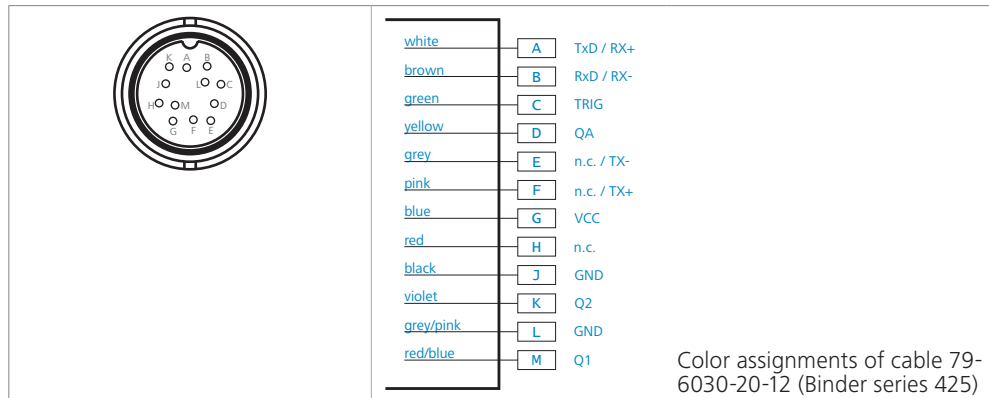 K A B
J L C
H M D
G F E
white A TxD / RX+
brown B RxD / RX-
green C TRIG
yellow D QA
grey E n.c. / TX-
pink F n.c. / TX+
blue G VCC
red H n.c.
black J GND
violet K Q2
grey/pink L GND
red/blue M Q1
Color assignments of cable 79-
6030-20-12 (Binder series 425)